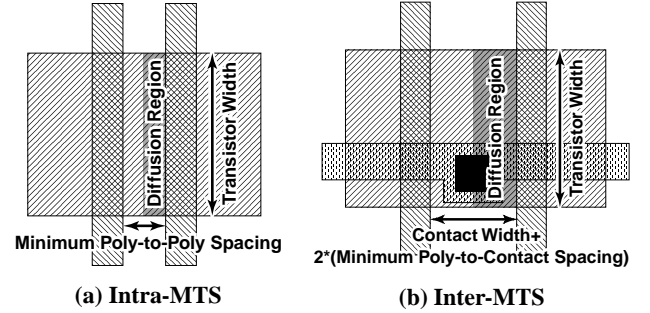 Diffusion Region
Transistor Width
Minimum Poly-to-Poly Spacing
(a) Intra-MTS
Diffusion Region
Transistor Width
Contact Width+
2*(Minimum Poly-to-Contact Spacing)
(b) Inter-MTS